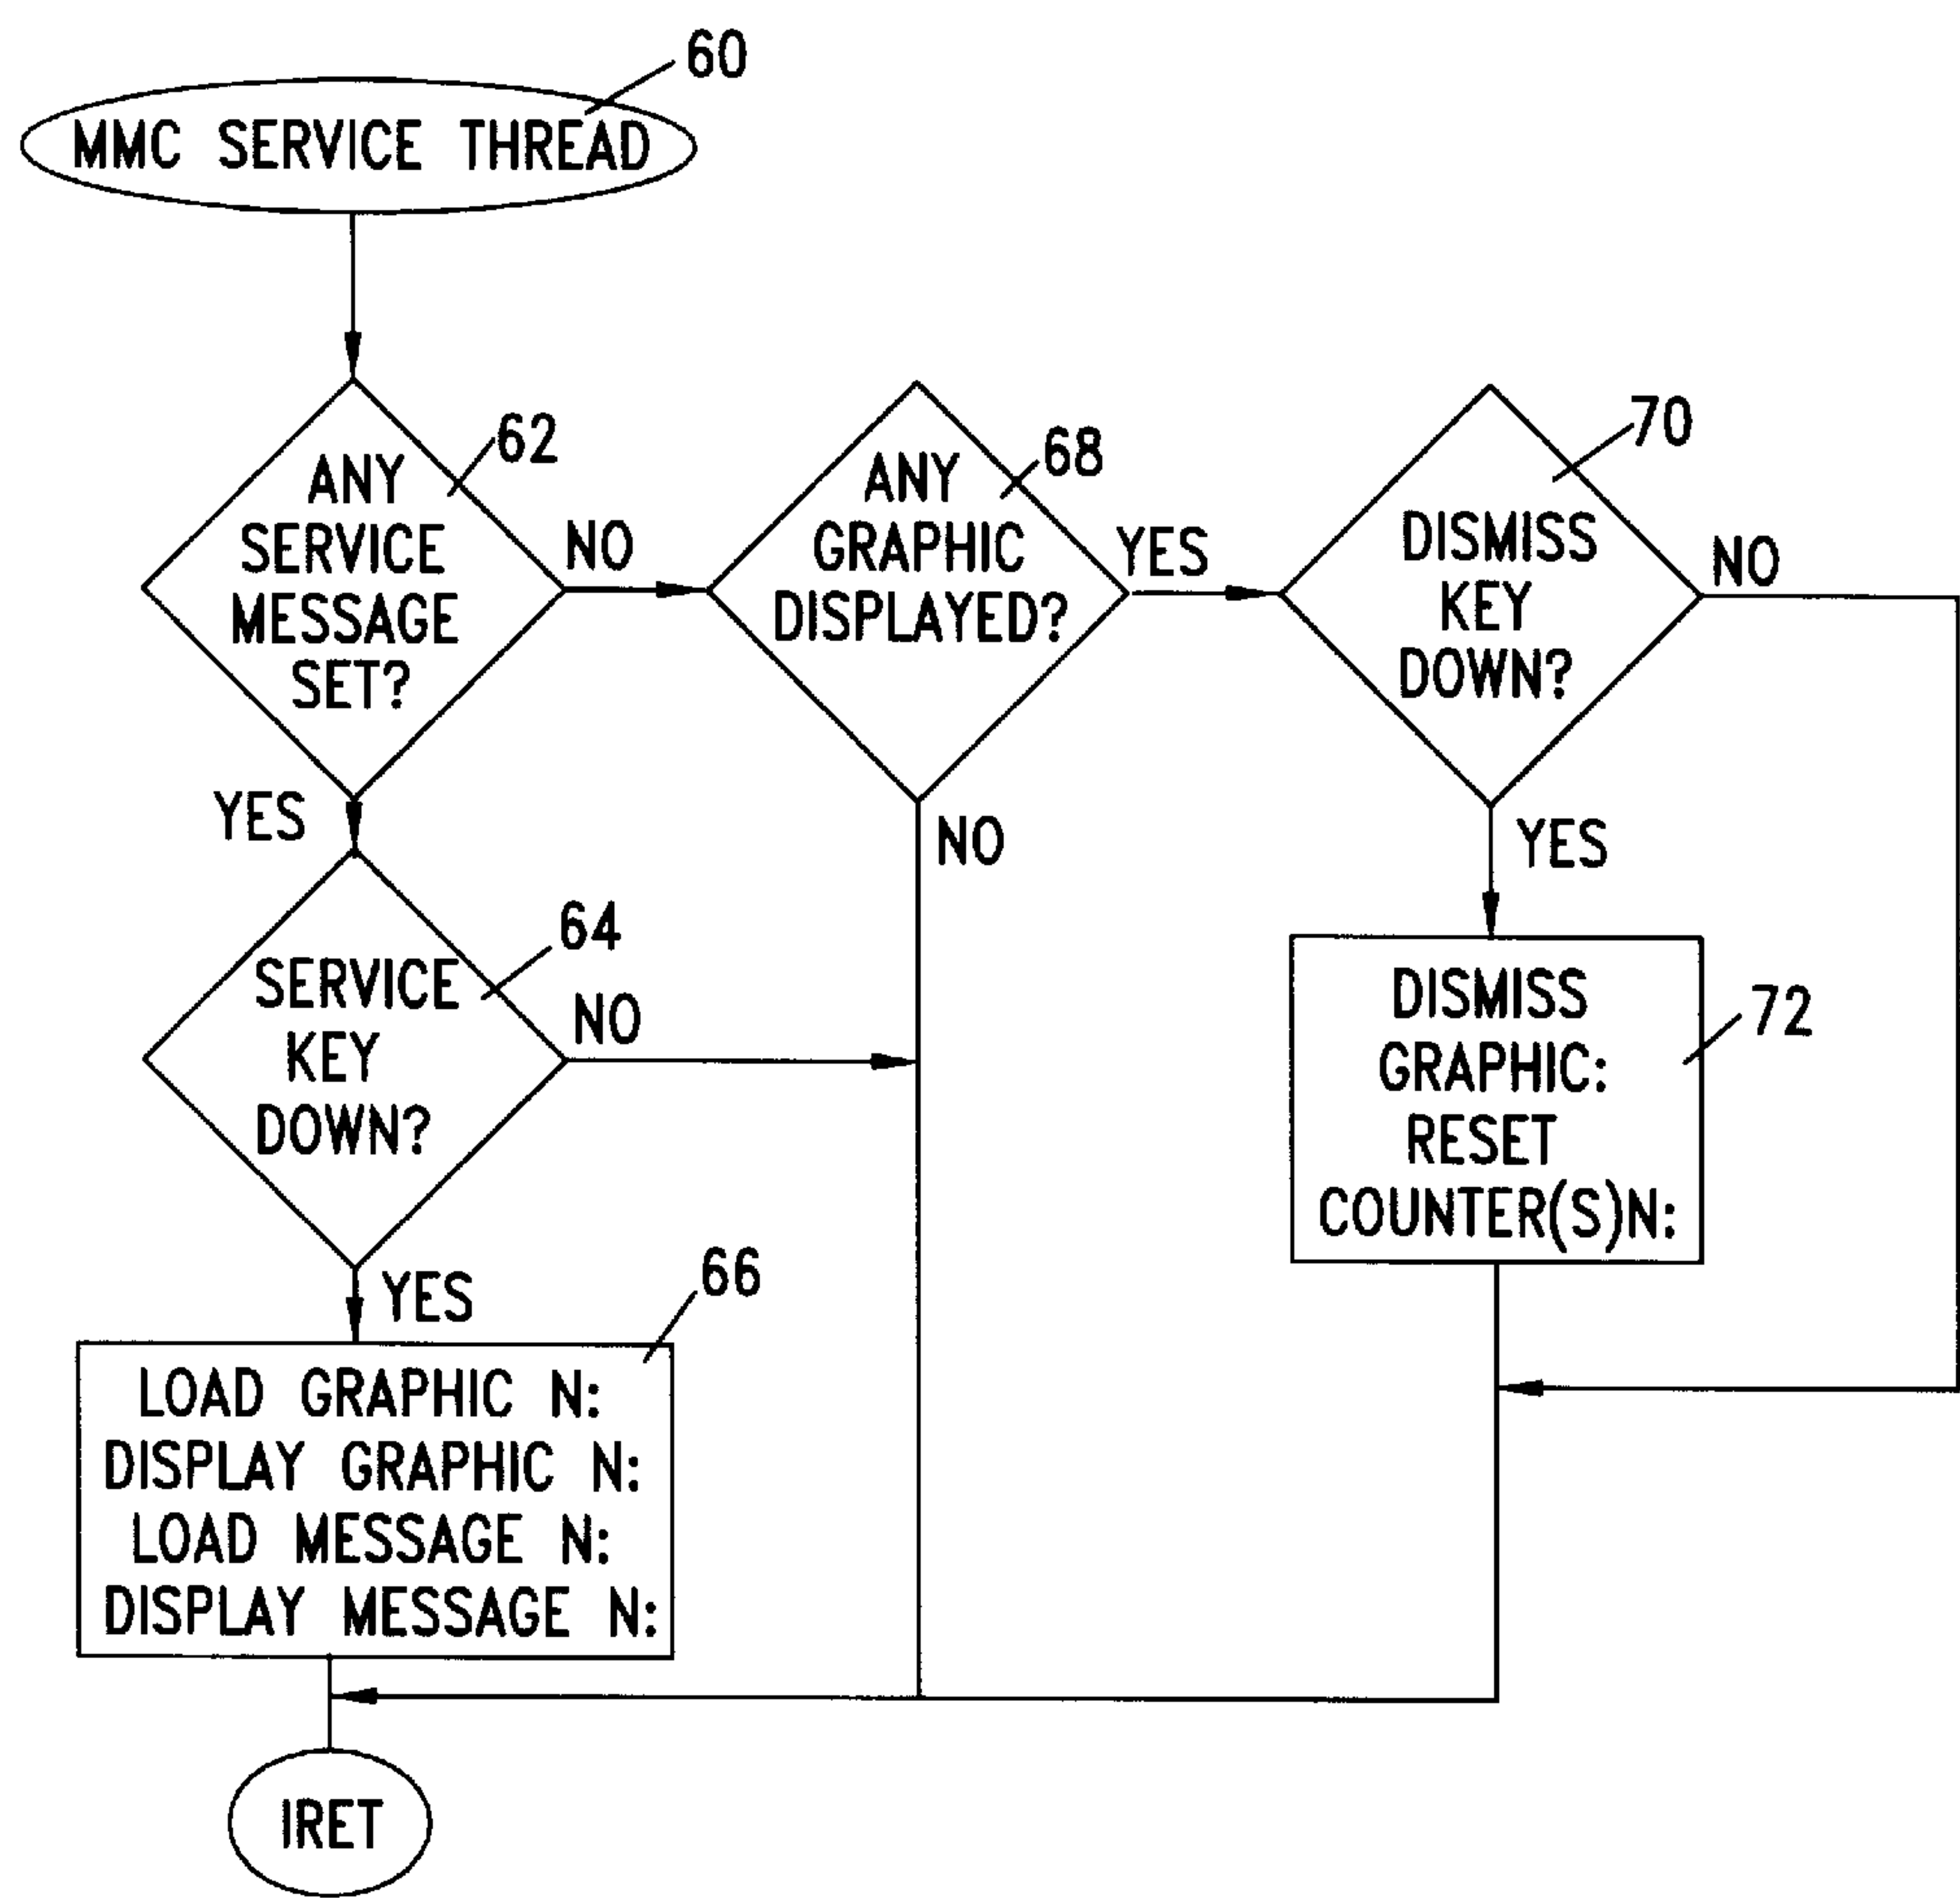 60
MMC SERVICE THREAD
62
ANY
SERVICE
MESSAGE
SET?
NO
YES
68
ANY
GRAPHIC
DISPLAYED?
YES
NO
70
DISMISS
KEY
DOWN?
NO
YES
64
SERVICE
KEY
DOWN?
NO
YES
72
DISMISS
GRAPHIC:
RESET
COUNTER(S)N:
66
LOAD GRAPHIC N:
DISPLAY GRAPHIC N:
LOAD MESSAGE N:
DISPLAY MESSAGE N:
IRET